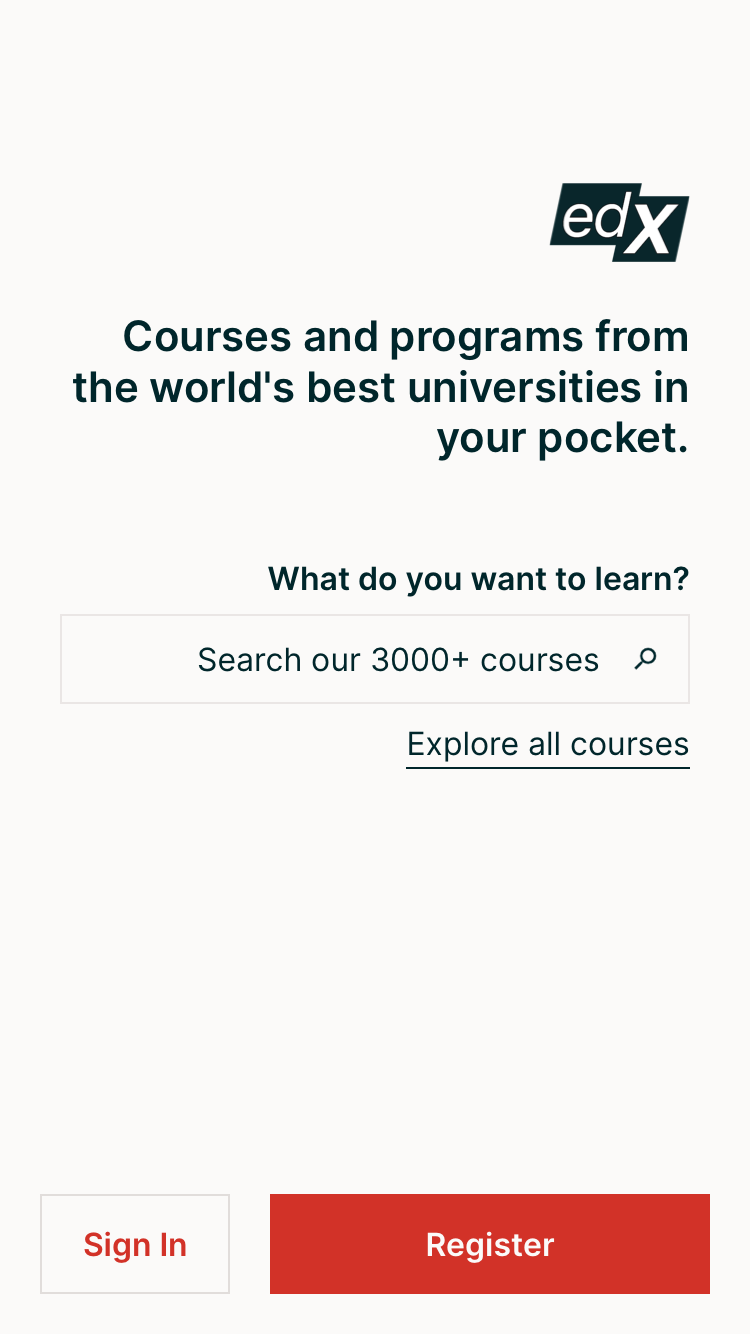 edX
Courses and programs from
the world's best universities in
your pocket.
What do you want to learn?
Search our 3000+ courses
Explore all courses
Sign In
Register